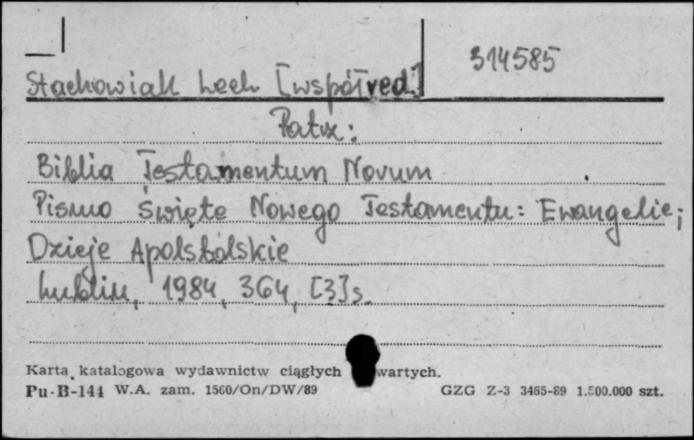 314585
Stachowiak Lech [współred.]
Patrz:
Biblia Testamentum Novum
Pismo Święte Nowego Testamentu: Ewangelie;
Dzieje Apolstolskie
Lublin, 1984, 364, [3]s.
Karta katalogowa wydawnictw ciągłych wartych.
Pu-B-144 W.A. zam. 1560/On/DW/89 GZG Z-3 3465-89 1.500.000 szt.